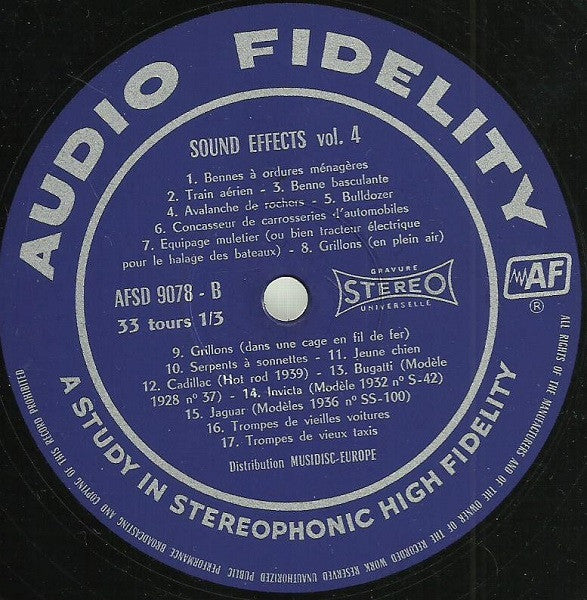 AUDIO FIDELITY
SOUND EFFECTS vol. 4
1. Bennes à ordures ménagères
2. Train aérien - 3. Benne basculante
4. Avalanche de rochers - 5. Bulldozer
6. Concasseur de carrosseries d'automobiles
7. Equipage muletier (ou bien tracteur électrique
pour le halage des bateaux) - 8. Grillons (en plein air)
AFSD 9078 - B
33 tours 1/3
GRAVURE
STEREO
UNIVERSELLE
AF
®
9. Grillons (dans une cage en fil de fer)
10. Serpents à sonnettes - 11. Jeune chien
12. Cadillac (Hot rod 1939) - 13. Bugatti (Modèle
1928 nº 37) - 14. Invicta (Modèle 1932 nº S-42)
15. Jaguar (Modèles 1936 nº SS-100)
16. Trompes de vieilles voitures
17. Trompes de vieux taxis
Distribution MUSIDISC-EUROPE
A STUDY IN STEREOPHONIC HIGH FIDELITY
ALL RIGHTS OF THE MANUFACTURERS AND OF THE OWNER OF THE RECORDED WORK RESERVED UNAUTHORIZED PUBLIC PERFORMANCE BROADCASTING AND COPYING OF THIS RECORD PROHIBITED